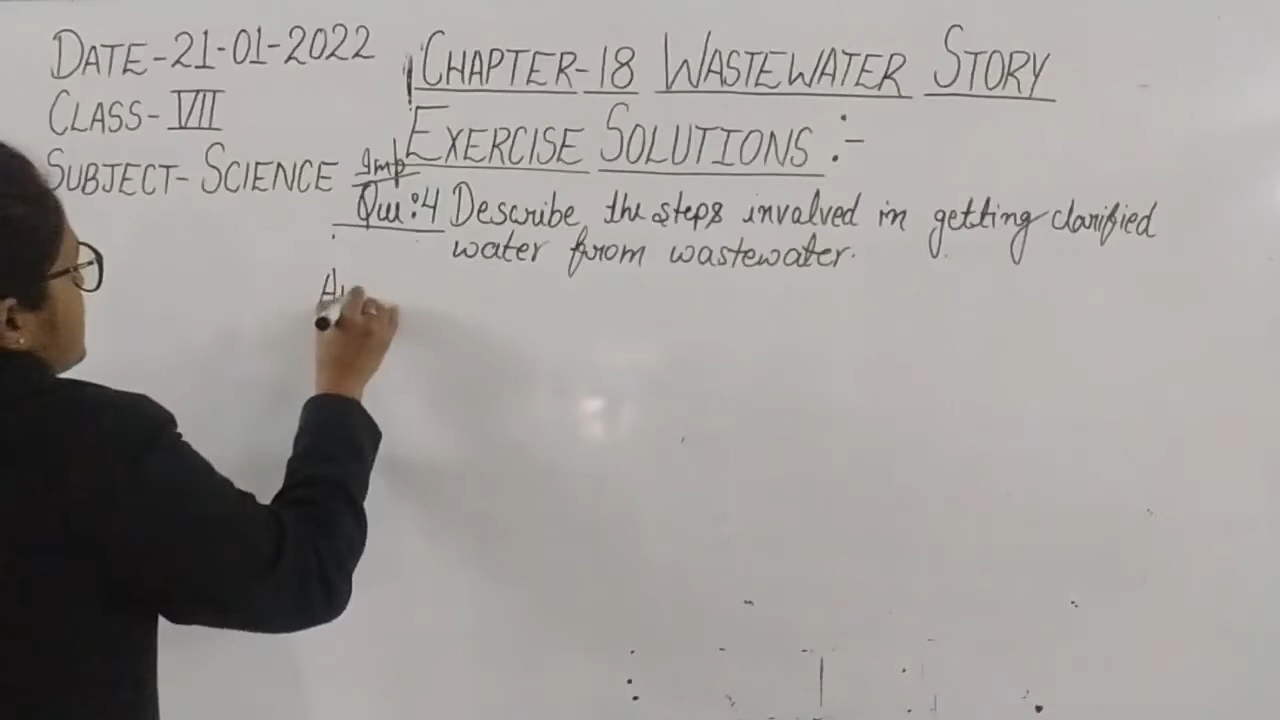 DATE-21-01-2022
CLASS-VII
SUBJECT-SCIENCE
CHAPTER-18 WASTEWATER STORY
EXERCISE SOLUTIONS :-
Imp
Que:4 Describe the steps involved in getting clarified
water from wastewater.